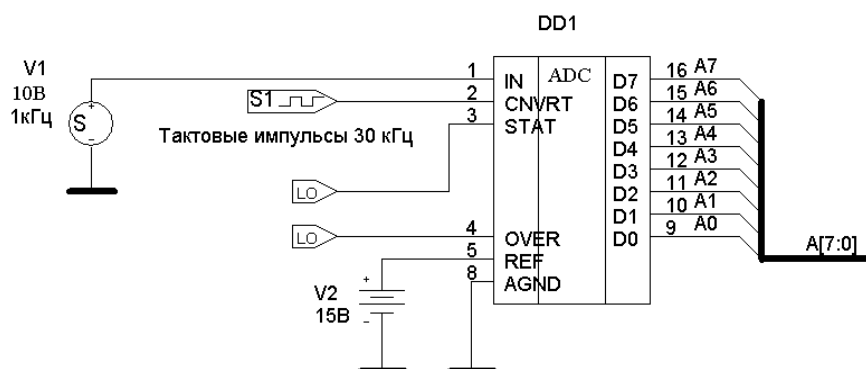 DD1
V1
10В
1кГц
S
+
-
S1
Тактовые импульсы 30 кГц
LO
LO
V2
15В
+
-
1 IN ADC D7 16 A7
2 CNVRT D6 15 A6
3 STAT D5 14 A5
D4 13 A4
D3 12 A3
D2 11 A2
D1 10 A1
4 OVER D0 9 A0
5 REF
8 AGND
A[7:0]